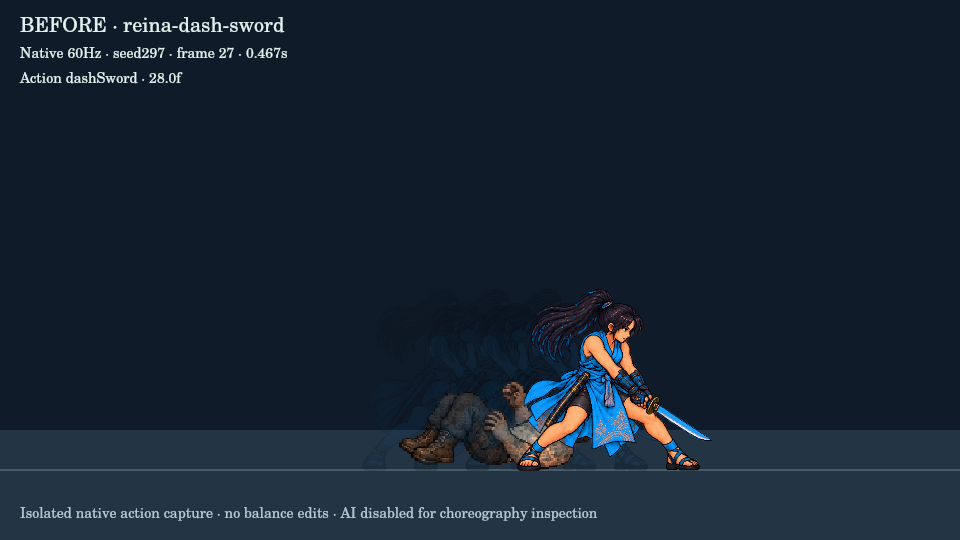 BEFORE · reina-dash-sword
Native 60Hz · seed297 · frame 27 · 0.467s
Action dashSword · 28.0f
Isolated native action capture · no balance edits · AI disabled for choreography inspection